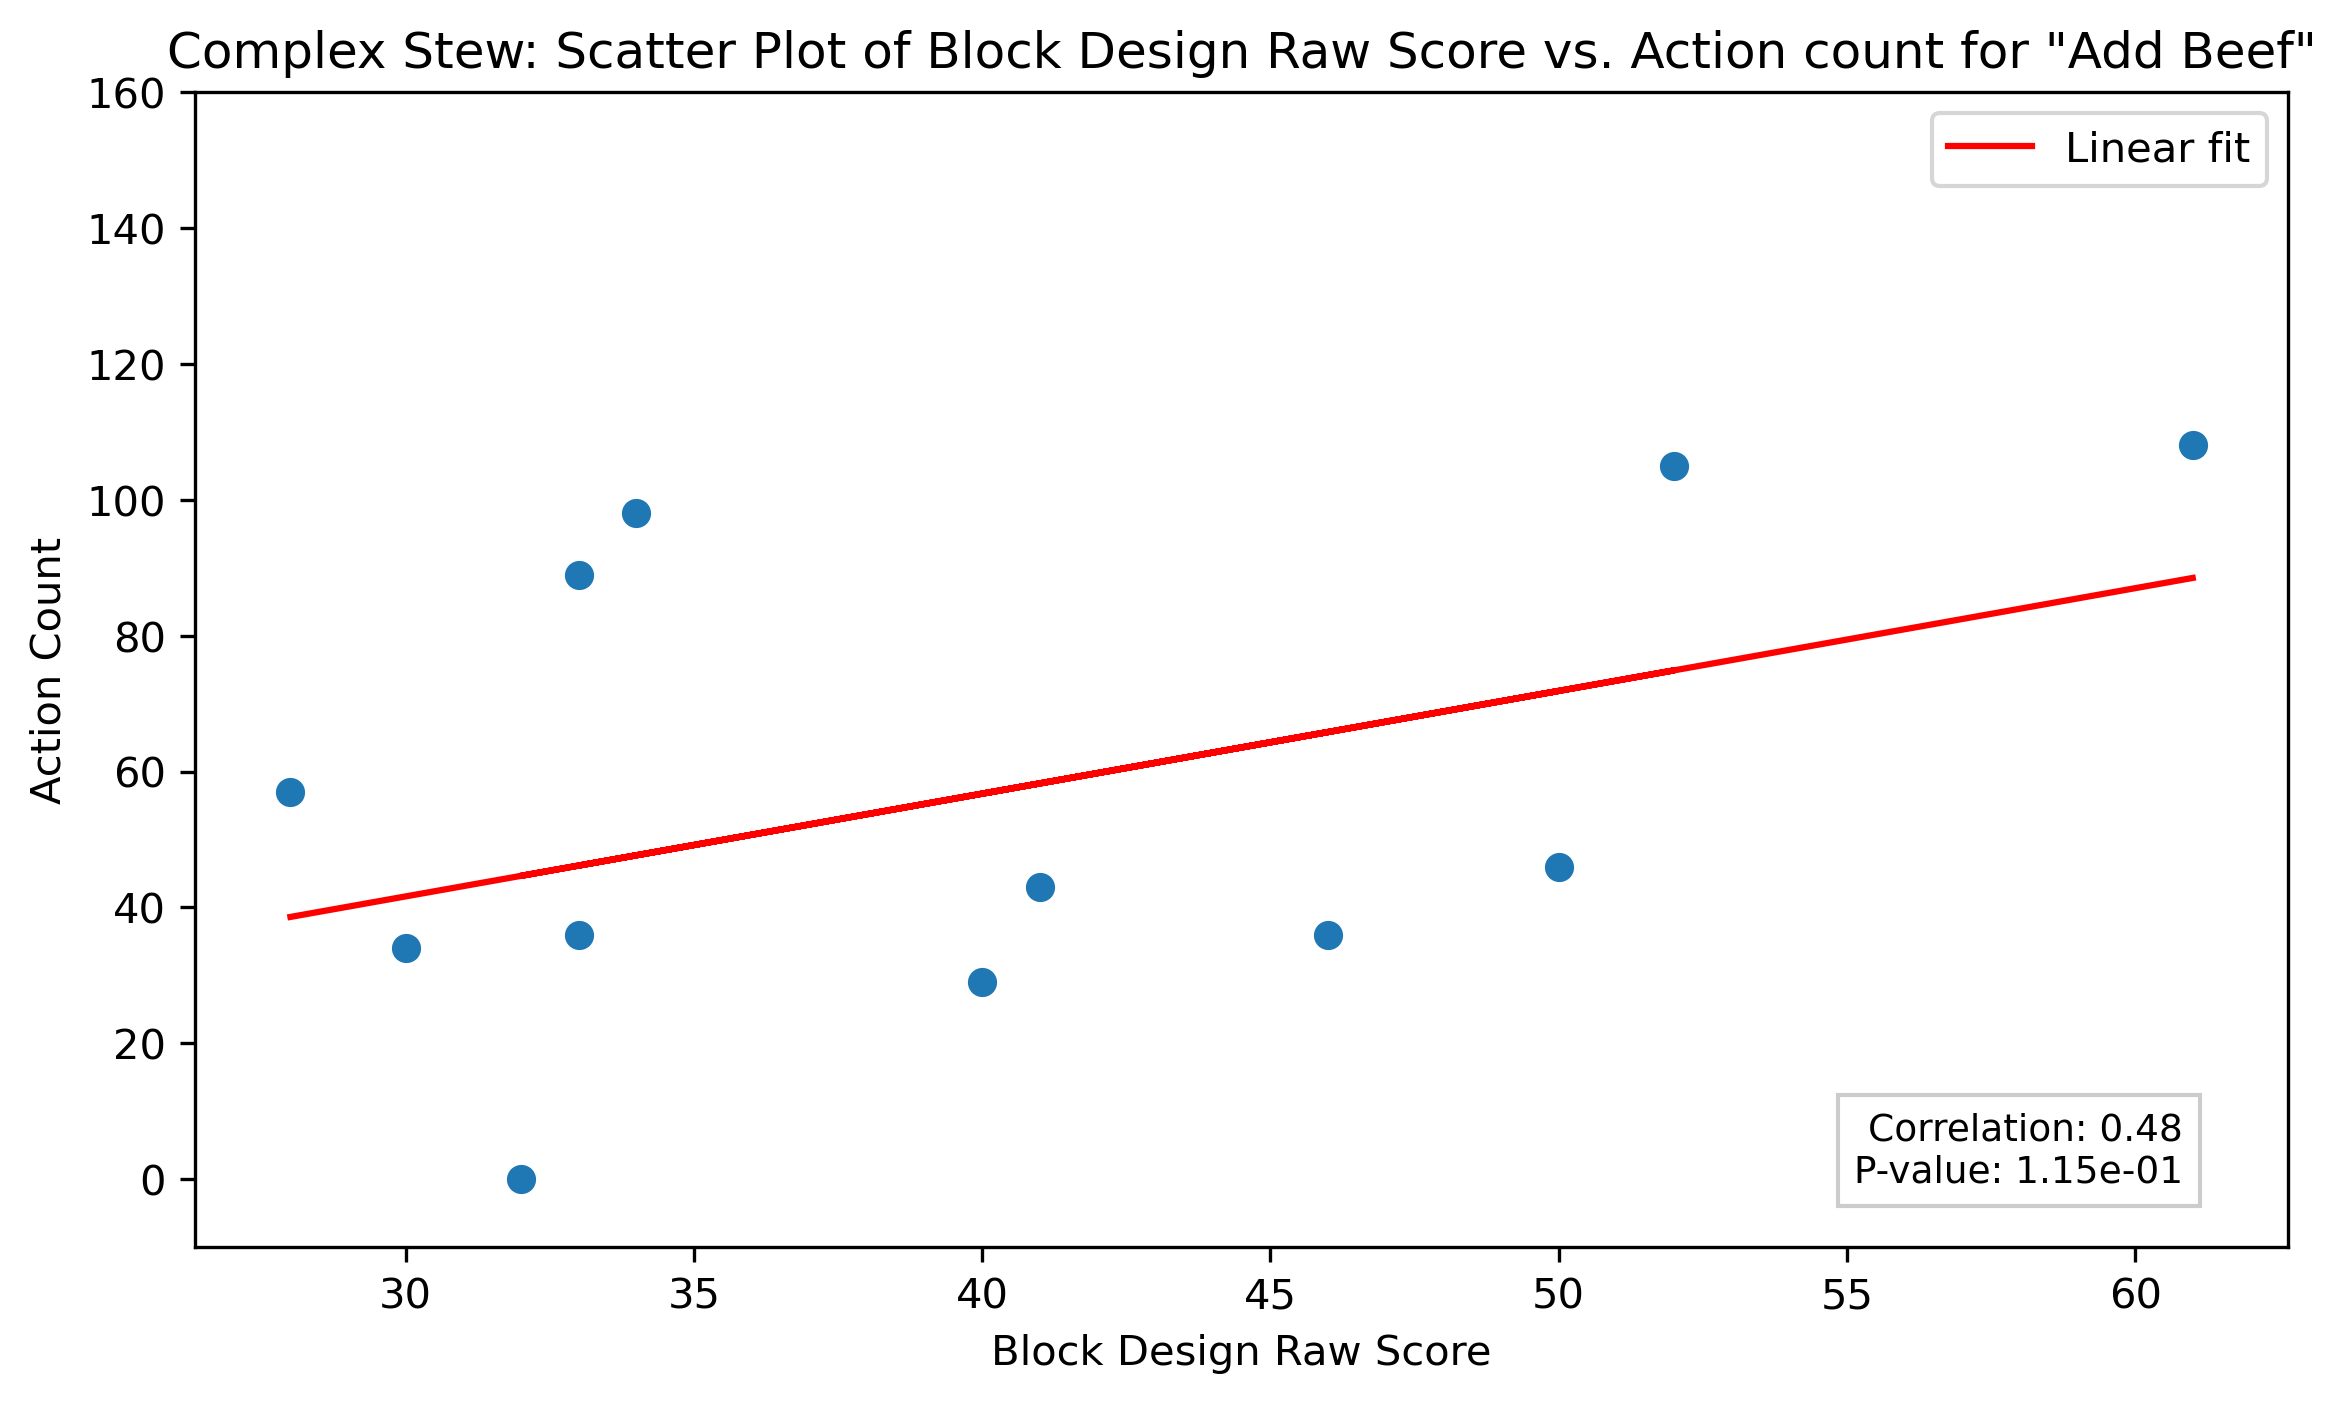 Complex Stew: Scatter Plot of Block Design Raw Score vs. Action count for "Add Beef"
Linear fit
160
140
120
100
80
60
40
20
0
Action Count
Correlation: 0.48
P-value: 1.15e-01
30 35 40 45 50 55 60
Block Design Raw Score